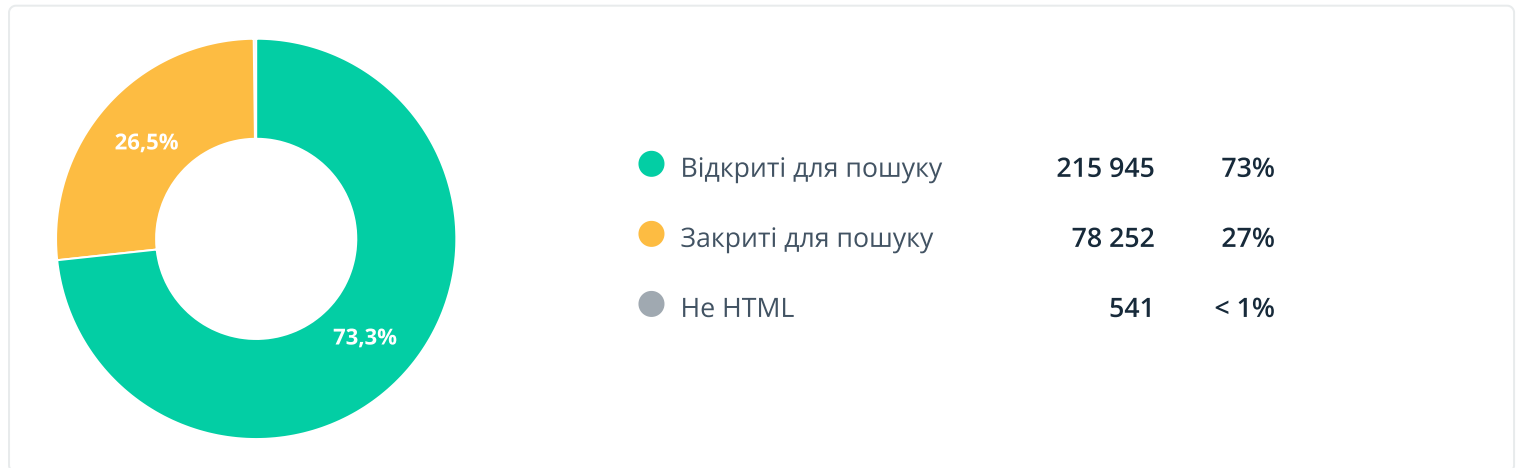 26,5%
73,3%
Відкриті для пошуку 215 945 73%
Закриті для пошуку 78 252 27%
Не HTML 541 < 1%